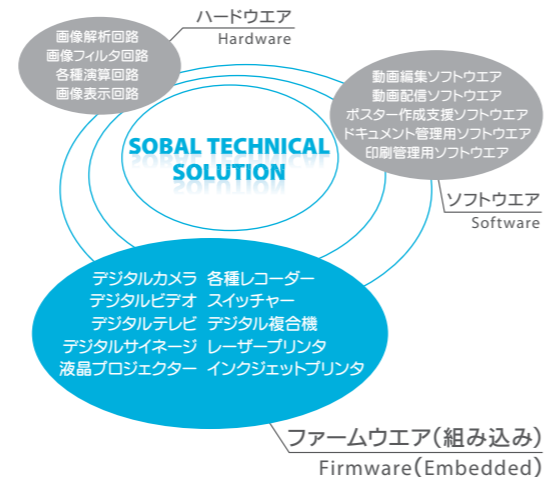 ハードウエア
Hardware
画像解析回路
画像フィルタ回路
各種演算回路
画像表示回路
動画編集ソフトウエア
動画配信ソフトウエア
ポスター作成支援ソフトウエア
ドキュメント管理用ソフトウエア
印刷管理用ソフトウエア
SOBAL TECHNICAL
SOLUTION
ソフトウエア
Software
デジタルカメラ 各種レコーダー
デジタルビデオ スイッチャー
デジタルテレビ デジタル複合機
デジタルサイネージ レーザープリンタ
液晶プロジェクター インクジェットプリンタ
ファームウエア(組み込み)
Firmware(Embedded)